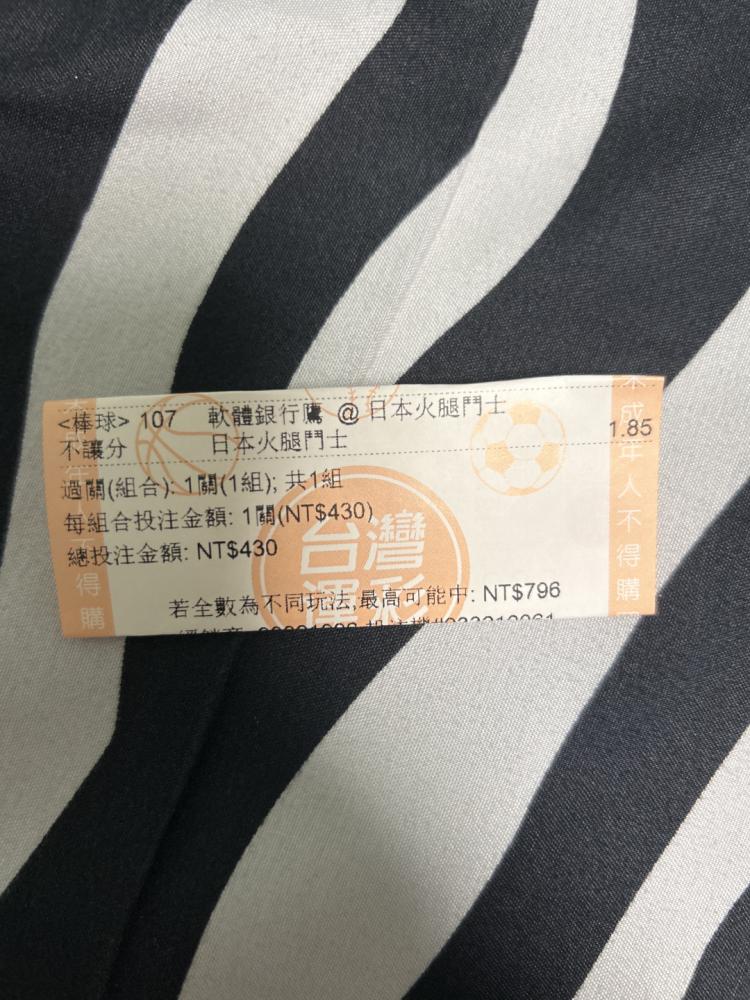 <棒球> 107 軟體銀行鷹 @ 日本火腿鬥士
不讓分 日本火腿鬥士 1.85
過關(組合): 1關(1組); 共1組
每組合投注金額: 1關(NT$430)
總投注金額: NT$430
若全數為不同玩法,最高可能中: NT$796
台灣
運彩
得購
未成年人不得購